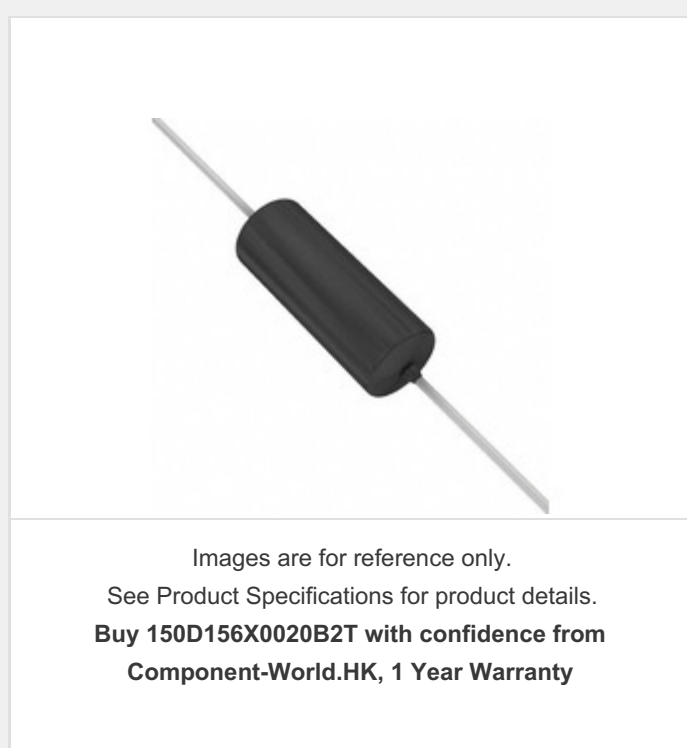 Images are for reference only.
See Product Specifications for product details.
Buy 150D156X0020B2T with confidence from
Component-World.HK, 1 Year Warranty